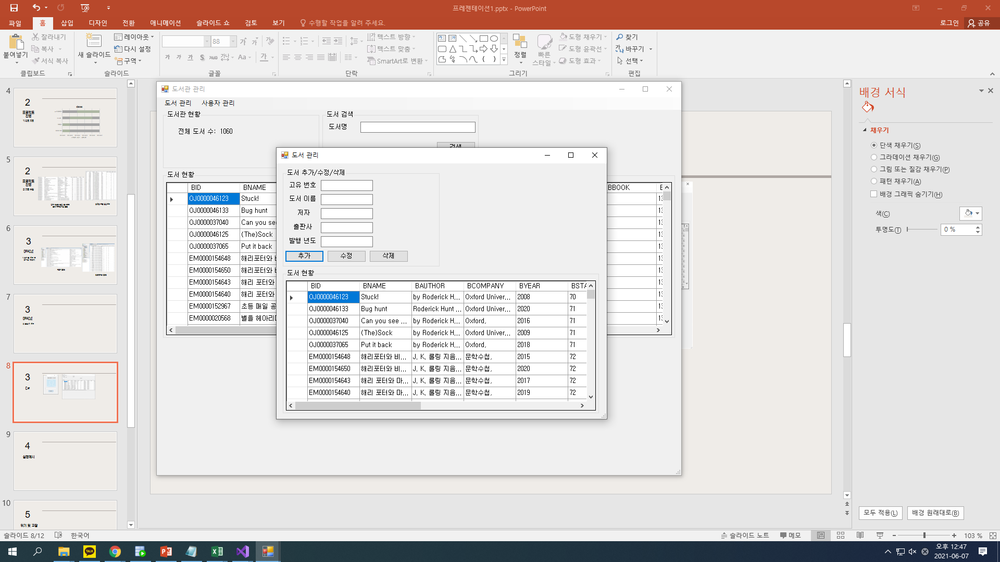 프레젠테이션1.pptx - PowerPoint
파일 홈 삽입 디자인 전환 애니메이션 슬라이드 쇼 검토 보기 수행할 작업을 알려 주세요. 로그인 공유
붙여넣기
잘라내기
복사
서식 복사
클립보드
새 슬라이드
레이아웃
다시 설정
구역
슬라이드
88
가 가 가 S 간 Aa 가
글꼴
텍스트 방향
텍스트 맞춤
SmartArt로 변환
단락
정렬
빠른
스타일
도형 채우기
도형 윤곽선
도형 효과
그리기
찾기
바꾸기
선택
편집
4
2
프로젝트
진행
5
2
프로젝트
진행
6
3
ORACLE
7
3
ORACLE
8
3
C#
9
4
실행예시
10
5
위기 및 고찰
도서관 관리
도서 관리 사용자 관리
도서관 현황
전체 도서 수: 1060
도서 검색
도서명
검색
도서 현황
BID BNAME BBOOK
OJ0000046123 Stuck!
OJ0000046133 Bug hunt
OJ0000037040 Can you see
OJ0000046125 (The)Sock
OJ0000037065 Put it back
EM0000154648 해리포터와
EM0000154650 해리포터와
EM0000154643 해리 포터와
EM0000154640 해리 포터와
EM0000152967 초등 매일 공
EM0000020568 별을 헤아리며
도서 관리
도서 추가/수정/삭제
고유 번호
도서 이름
저자
출판사
발행 년도
추가 수정 삭제
도서 현황
BID BNAME BAUTHOR BCOMPANY BYEAR BSTA
OJ0000046123 Stuck! by Roderick H... Oxford Univer... 2008 70
OJ0000046133 Bug hunt Roderick Hunt ... Oxford Univer... 2020 71
OJ0000037040 Can you see ... by Roderick H... Oxford, 2016 71
OJ0000046125 (The)Sock by Roderick H... Oxford Univer... 2009 71
OJ0000037065 Put it back by Roderick H... Oxford, 2018 71
EM0000154648 해리포터와 비... J. K. 롤링 지음... 문학수첩, 2015 72
EM0000154650 해리포터와 비... J. K. 롤링 지음... 문학수첩, 2020 72
EM0000154643 해리 포터와 마... J. K. 롤링 지음... 문학수첩, 2017 72
EM0000154640 해리 포터와 마... J. K. 롤링 지음... 문학수첩, 2019 72
배경 서식
채우기
단색 채우기(S)
그라데이션 채우기(G)
그림 또는 질감 채우기(P)
패턴 채우기(A)
배경 그래픽 숨기기(H)
색(C)
투명도(T) 0 %
모두 적용(L) 배경 원래대로(B)
슬라이드 8/12 한국어 슬라이드 노트 메모 103 %
TALK
오후 12:47
2021-06-07